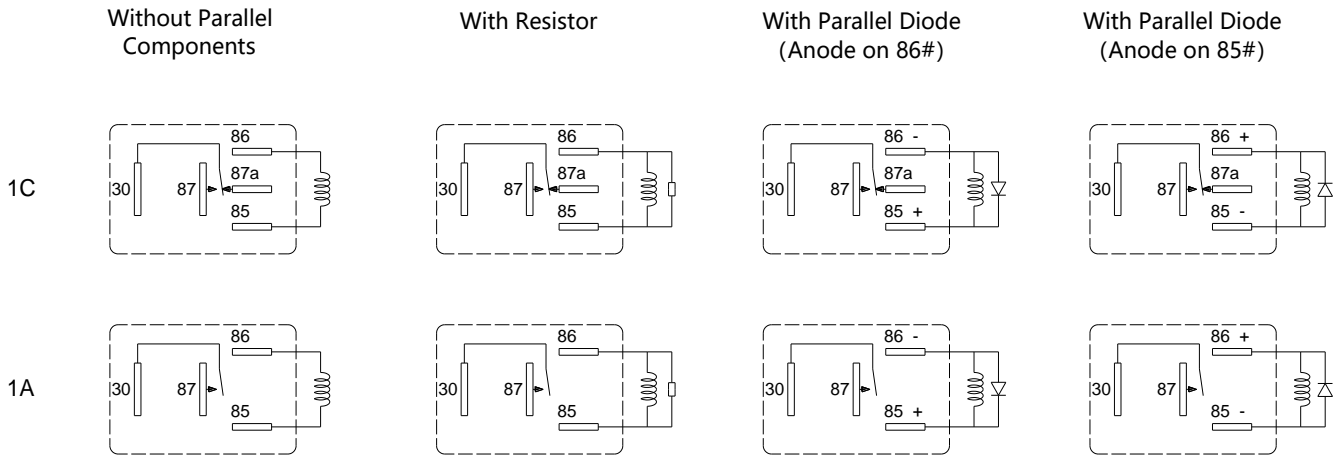 Without Parallel
Components
With Resistor
With Parallel Diode
(Anode on 86#)
With Parallel Diode
(Anode on 85#)
1C
86
87a
30
87
85
86
87a
30
87
85
86 -
87a
30
87
85 +
86 +
87a
30
87
85 -
1A
86
30
87
85
86
30
87
85
86 -
30
87
85 +
86 +
30
87
85 -